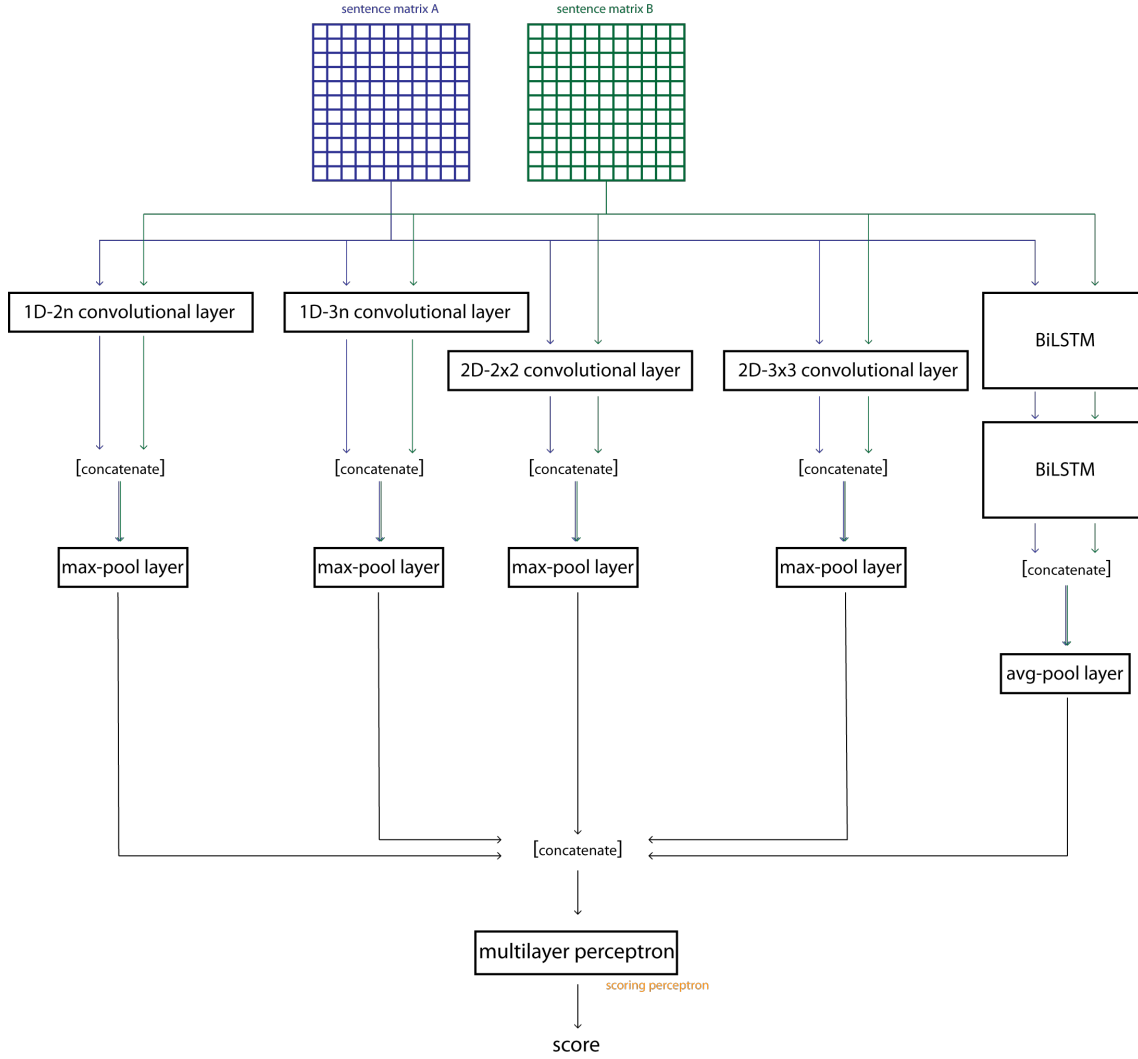 sentence matrix A
sentence matrix B
1D-2n convolutional layer
1D-3n convolutional layer
BiLSTM
2D-2x2 convolutional layer
2D-3x3 convolutional layer
[concatenate]
[concatenate]
[concatenate]
[concatenate]
BiLSTM
max-pool layer
max-pool layer
max-pool layer
max-pool layer
[concatenate]
avg-pool layer
[concatenate]
multilayer perceptron
scoring perceptron
score